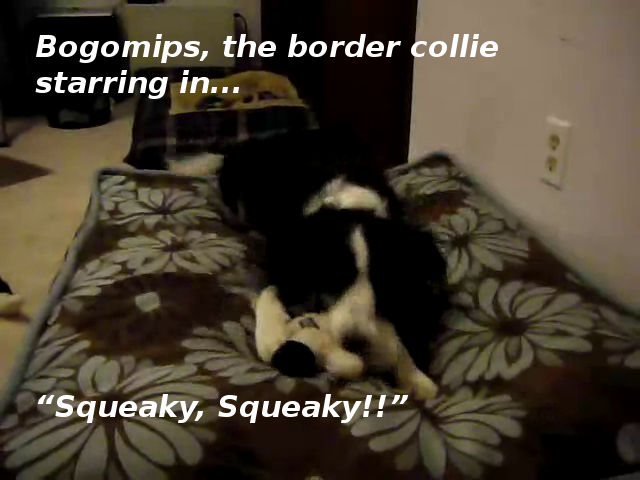 Bogomips, the border collie
starring in...
“Squeaky, Squeaky!!”